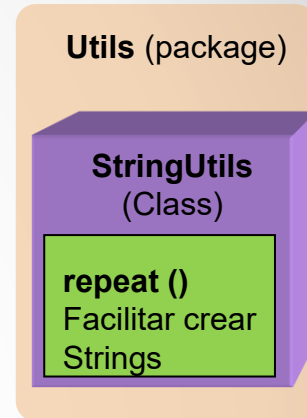 Utils (package)
StringUtils
(Class)
repeat ()
Facilitar crear
Strings